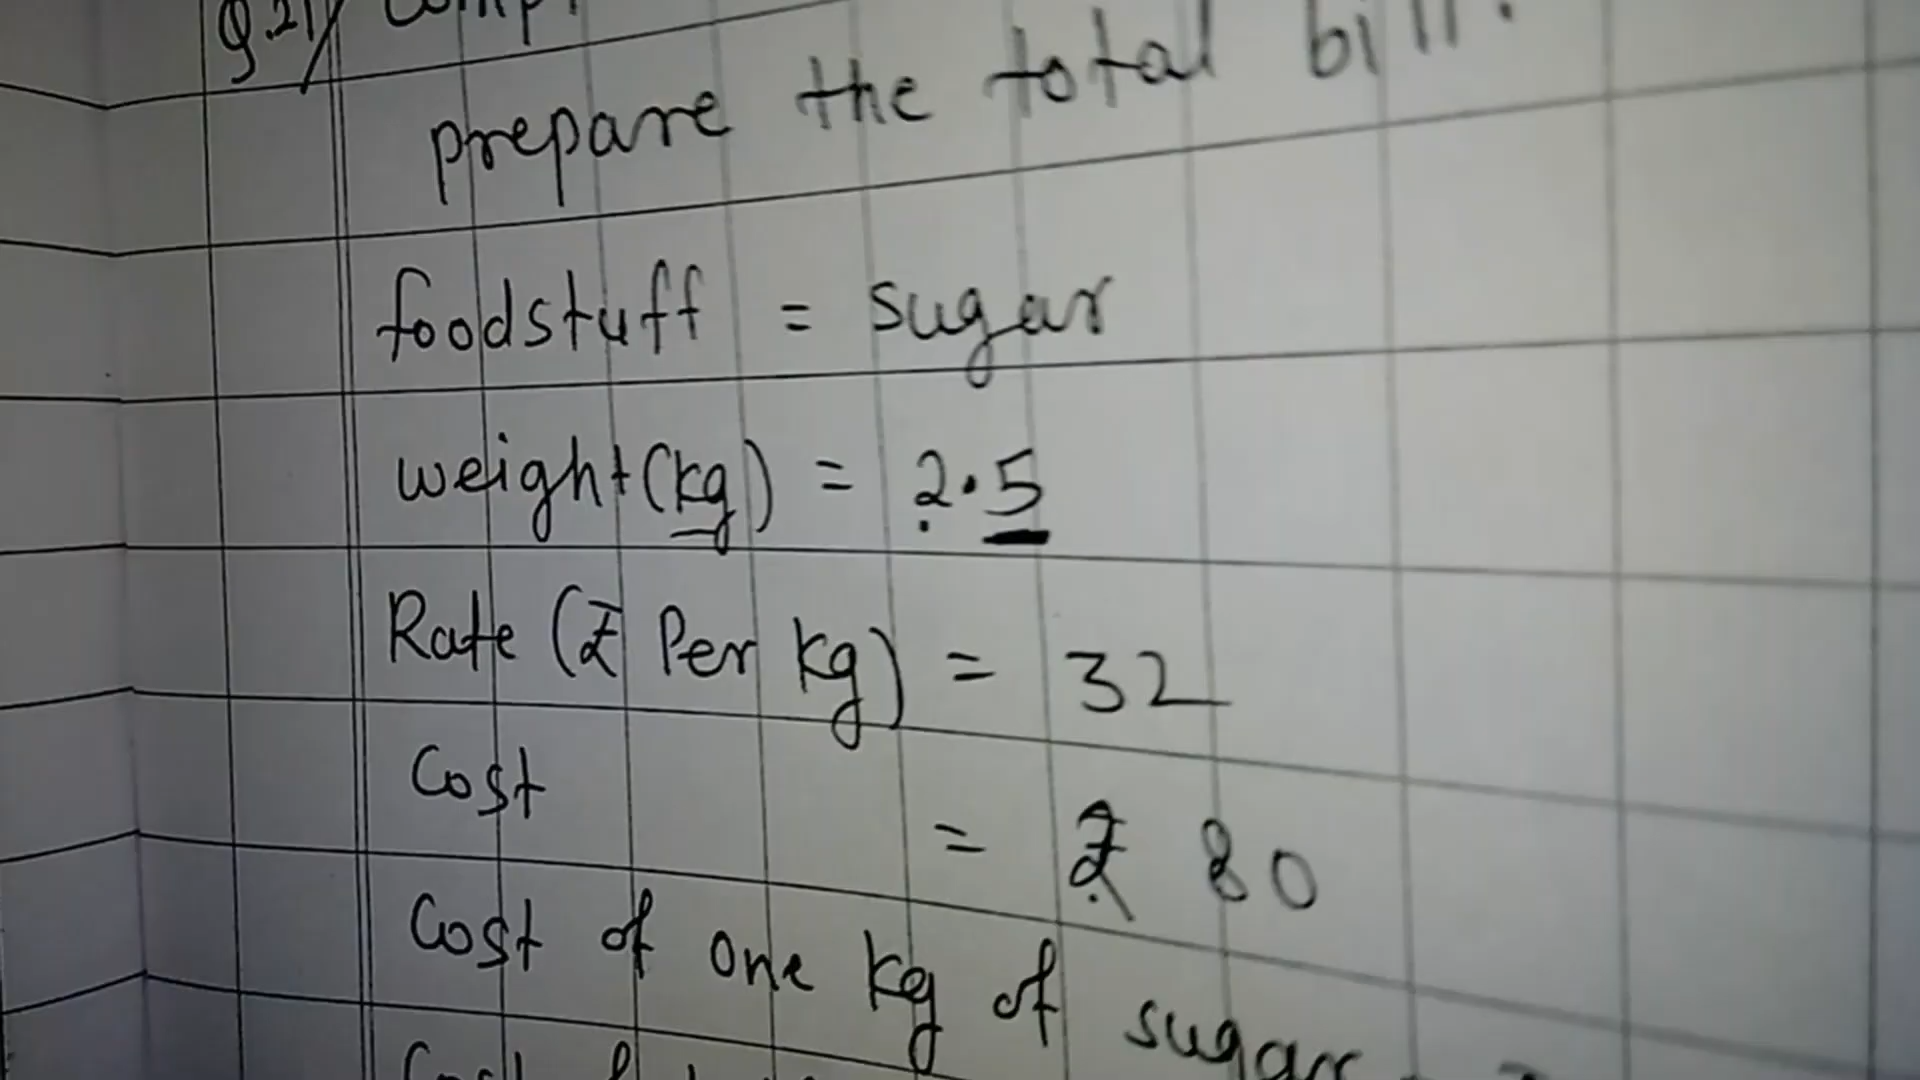 Q.21/
prepare the total bill.
foodstuff = sugar
weight(kg) = 2.5
Rate (₹ Per kg) = 32
Cost = ₹ 80
Cost of one kg of sugar